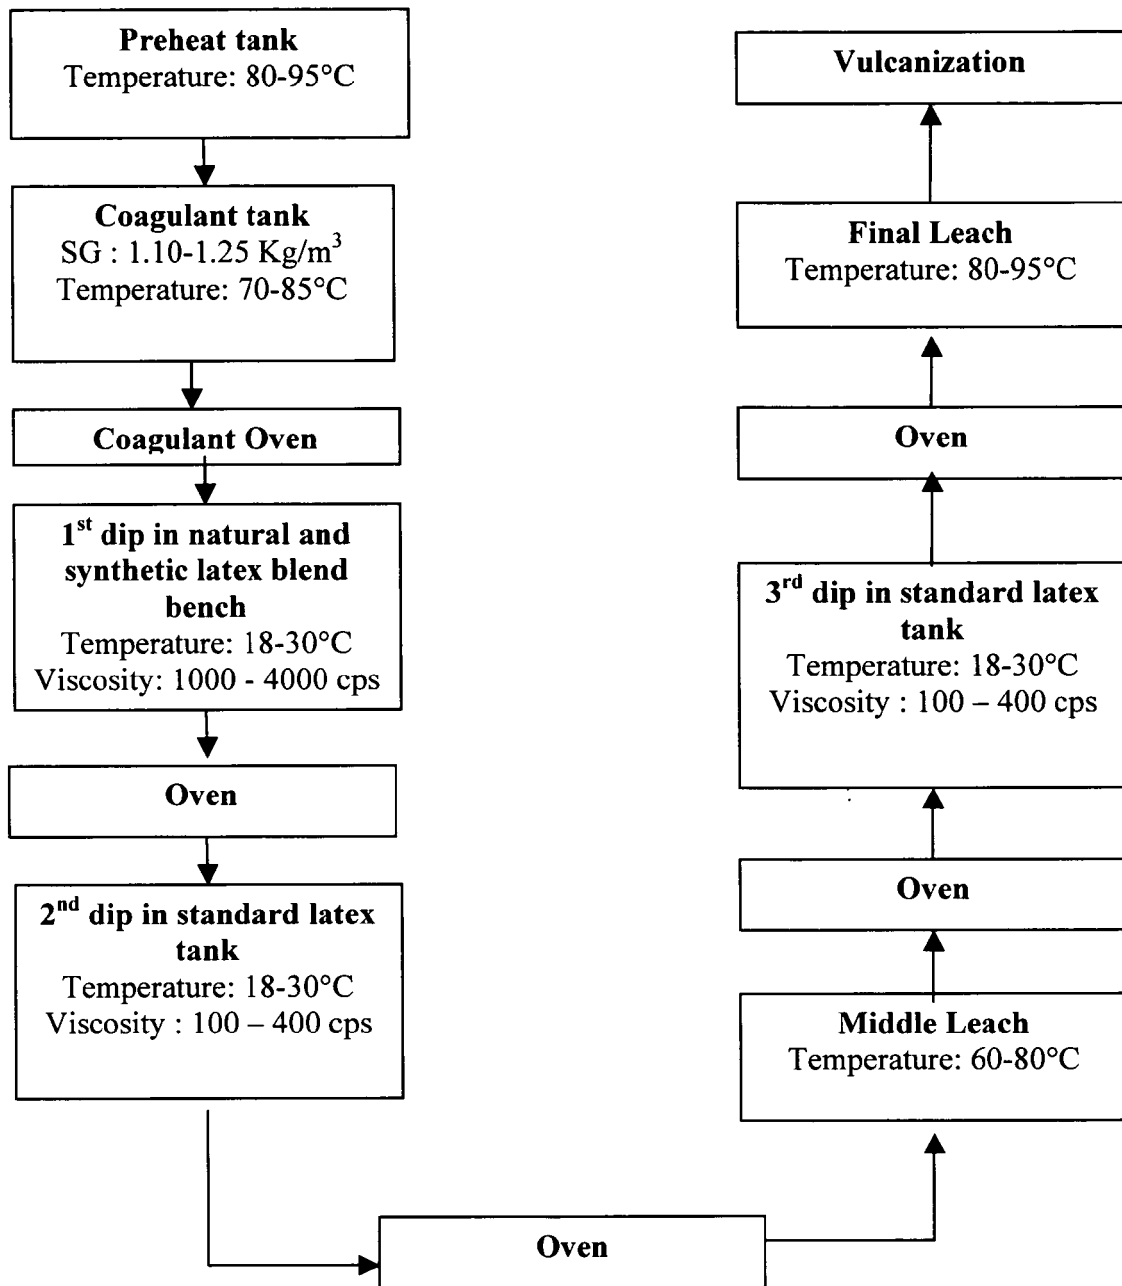 Preheat tank
Temperature: 80-95°C
Coagulant tank
SG : 1.10-1.25 Kg/m³
Temperature: 70-85°C
Coagulant Oven
1st dip in natural and
synthetic latex blend
bench
Temperature: 18-30°C
Viscosity: 1000 - 4000 cps
Oven
2nd dip in standard latex
tank
Temperature: 18-30°C
Viscosity : 100 – 400 cps
Oven
Middle Leach
Temperature: 60-80°C
Oven
3rd dip in standard latex
tank
Temperature: 18-30°C
Viscosity : 100 – 400 cps
Oven
Final Leach
Temperature: 80-95°C
Vulcanization